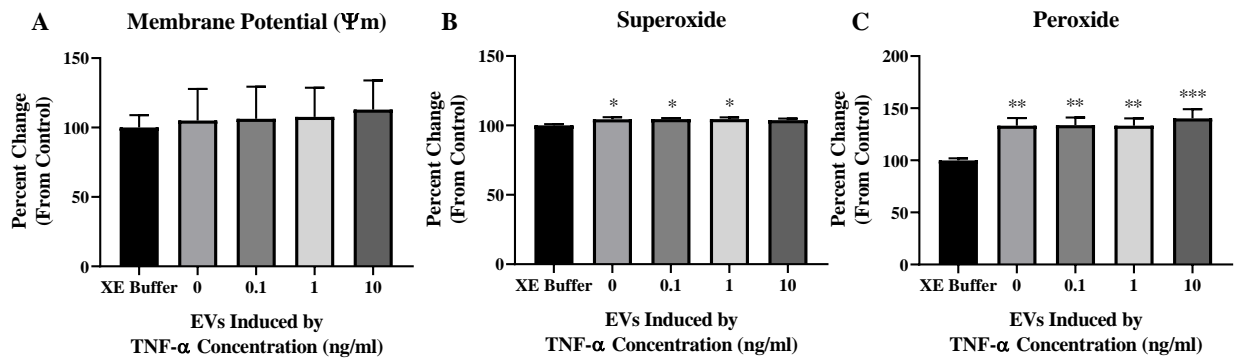 A
Membrane Potential (Ψm)
Percent Change
(From Control)
150
100
50
0
XE Buffer 0 0.1 1 10
EVs Induced by
TNF-α Concentration (ng/ml)
B
Superoxide
Percent Change
(From Control)
150
100
50
0
* * *
XE Buffer 0 0.1 1 10
EVs Induced by
TNF-α Concentration (ng/ml)
C
Peroxide
Percent Change
(From Control)
200
150
100
50
0
** ** ** ***
XE Buffer 0 0.1 1 10
EVs Induced by
TNF-α Concentration (ng/ml)